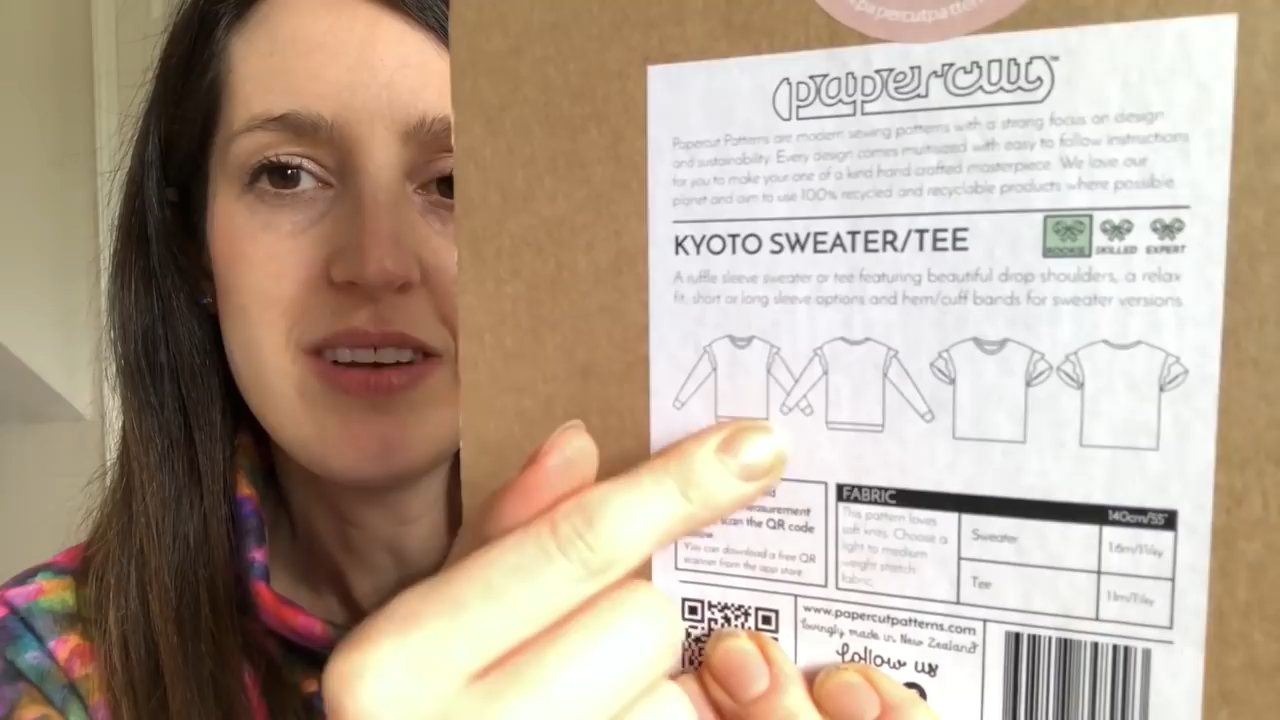 papercutpatterns
papercut™
Papercut Patterns are modern sewing patterns with a strong focus on design
and sustainability. Every design comes multisized with easy to follow instructions
for you to make your one of a kind hand crafted masterpiece. We love our
planet and aim to use 100% recycled and recyclable products where possible
KYOTO SWEATER/TEE
ROOKIE SKILLED EXPERT
A ruffle sleeve sweater or tee featuring beautiful drop shoulders, a relax
fit, short or long sleeve options and hem/cuff bands for sweater versions
scan the QR code
You can download a free QR
scanner from the app store
FABRIC 140cm/55"
This pattern loves
soft knits. Choose a
light to medium
weight stretch
fabric.
Sweater
Tee
www.papercutpatterns.com
lovingly made in New Zealand
follow us